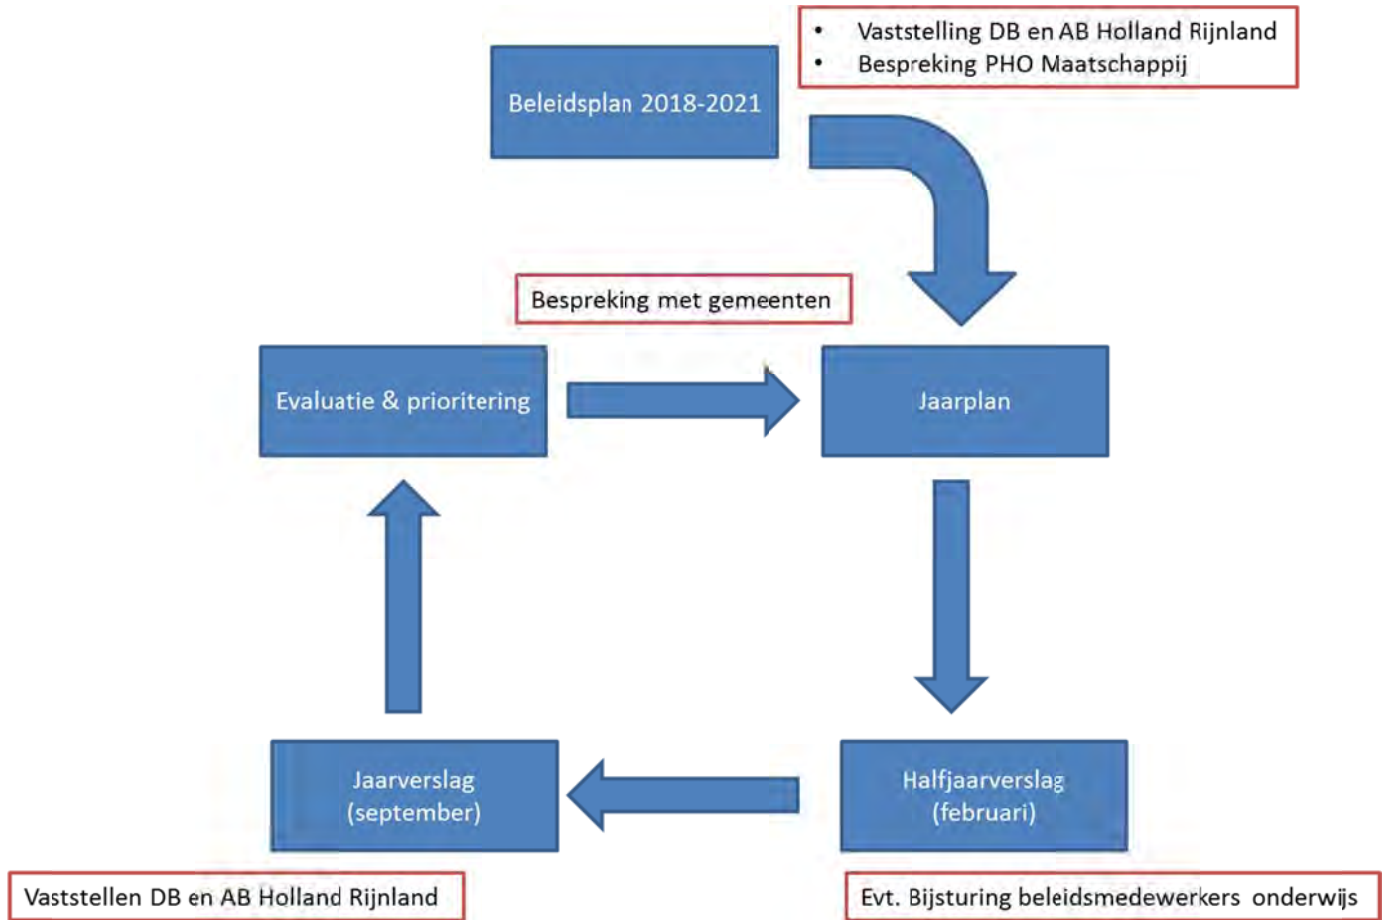 • Vaststelling DB en AB Holland Rijnland
• Bespreking PHO Maatschappij
Beleidsplan 2018-2021
Bespreking met gemeenten
Evaluatie & prioritering
Jaarplan
Jaarverslag
(september)
Halfjaarverslag
(februari)
Vaststellen DB en AB Holland Rijnland
Evt. Bijsturing beleidsmedewerkers onderwijs